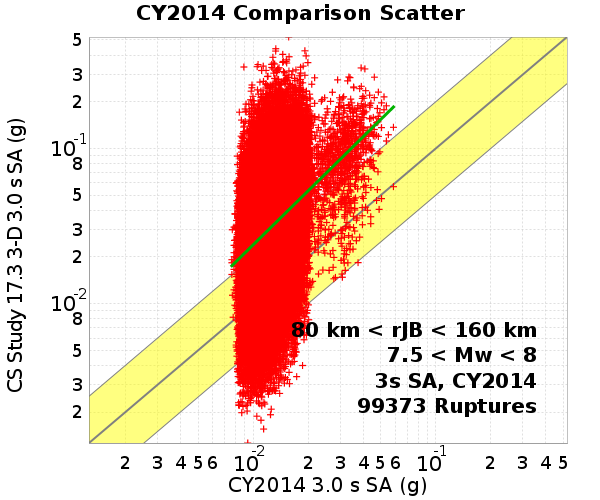 CY2014 Comparison Scatter
CS Study 17.3 3-D 3.0 s SA (g)
5
3
2
10-1
8
5
3
2
10-2
8
5
3
2
80 km < rJB < 160 km
7.5 < Mw < 8
3s SA, CY2014
99373 Ruptures
2 3 4 5 6 10-2 2 3 4 5 6 10-1 2 3 4 5
CY2014 3.0 s SA (g)